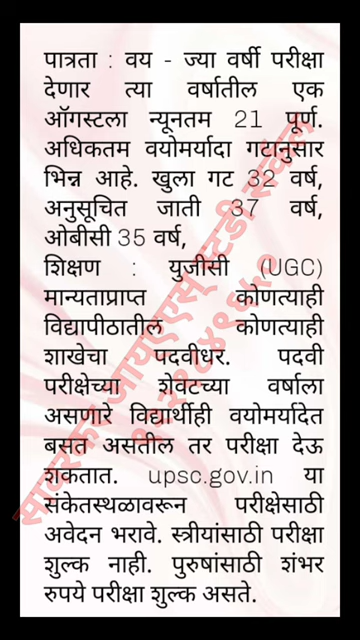 पात्रता : वय - ज्या वर्षी परीक्षा
देणार त्या वर्षातील एक
ऑगस्टला न्यूनतम 21 पूर्ण.
अधिकतम वयोमर्यादा गटानुसार
भिन्न आहे. खुला गट 32 वर्ष,
अनुसूचित जाती 37 वर्ष,
ओबीसी 35 वर्ष,
शिक्षण : युजीसी (UGC)
मान्यताप्राप्त कोणत्याही
विद्यापीठातील कोणत्याही
शाखेचा पदवीधर. पदवी
परीक्षेच्या शेवटच्या वर्षाला
असणारे विद्यार्थीही वयोमर्यादेत
बसत असतील तर परीक्षा देऊ
शकतात. upsc.gov.in या
संकेतस्थळावरून परीक्षेसाठी
अवेदन भरावे. स्त्रीयांसाठी परीक्षा
शुल्क नाही. पुरुषांसाठी शंभर
रुपये परीक्षा शुल्क असते.